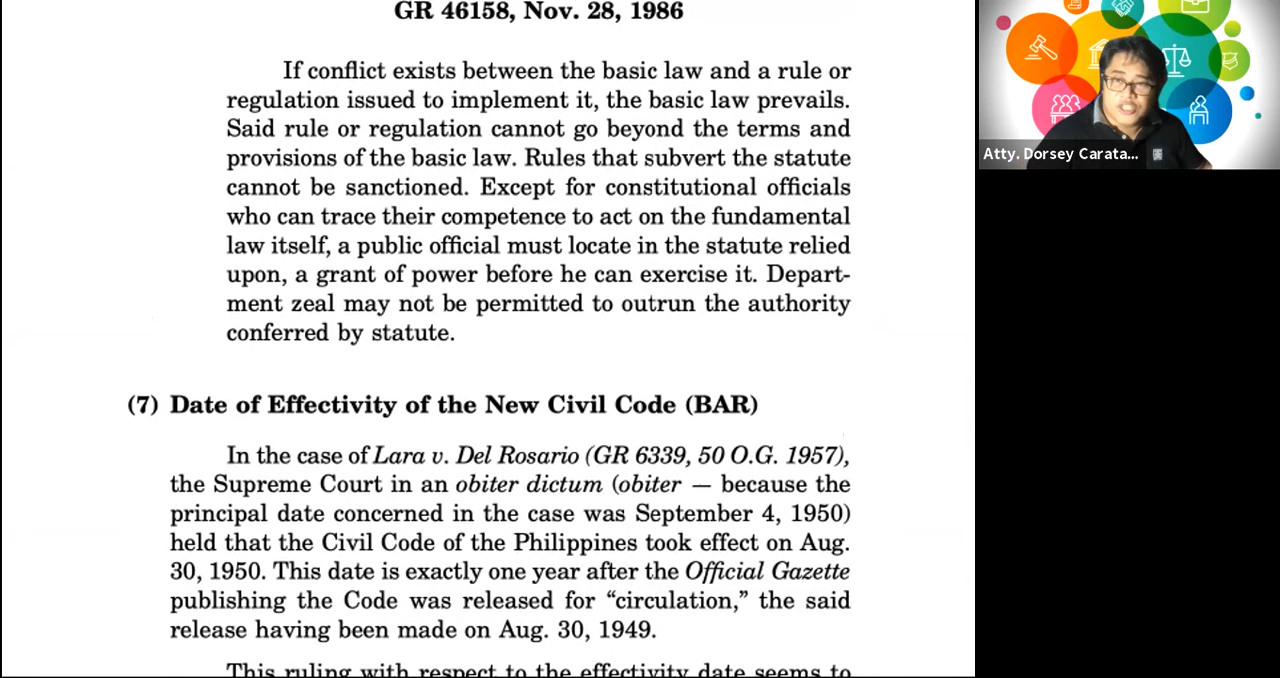 GR 46158, Nov. 28, 1986
If conflict exists between the basic law and a rule or
regulation issued to implement it, the basic law prevails.
Said rule or regulation cannot go beyond the terms and
provisions of the basic law. Rules that subvert the statute
cannot be sanctioned. Except for constitutional officials
who can trace their competence to act on the fundamental
law itself, a public official must locate in the statute relied
upon, a grant of power before he can exercise it. Depart-
ment zeal may not be permitted to outrun the authority
conferred by statute.
(7) Date of Effectivity of the New Civil Code (BAR)
In the case of Lara v. Del Rosario (GR 6339, 50 O.G. 1957),
the Supreme Court in an obiter dictum (obiter — because the
principal date concerned in the case was September 4, 1950)
held that the Civil Code of the Philippines took effect on Aug.
30, 1950. This date is exactly one year after the Official Gazette
publishing the Code was released for “circulation,” the said
release having been made on Aug. 30, 1949.
This ruling with respect to the effectivity date seems to
Atty. Dorsey Carata...